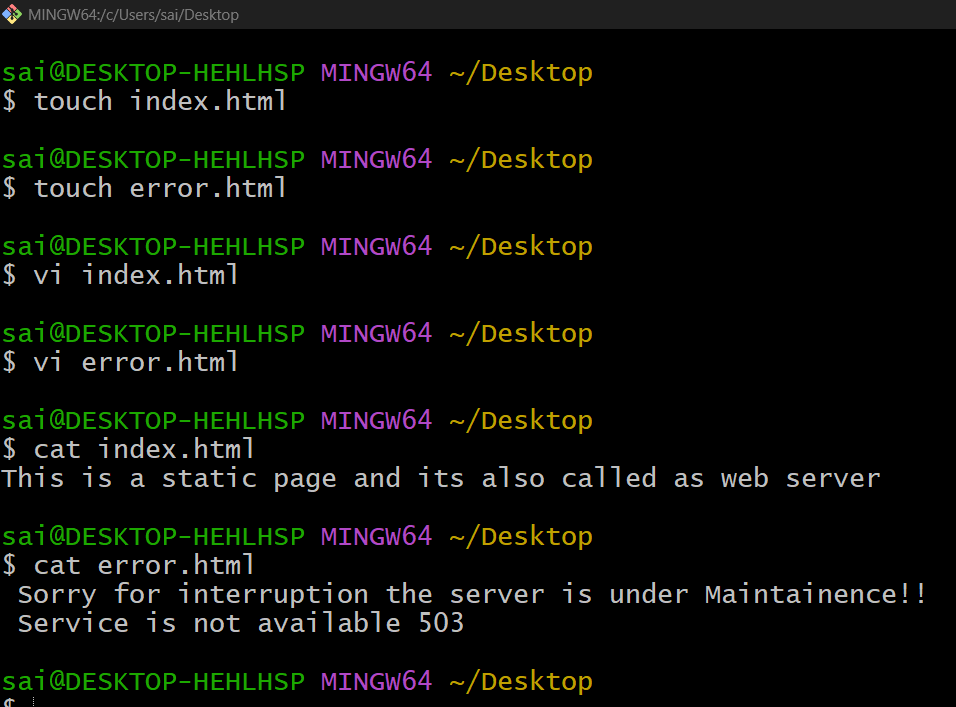 MINGW64:/c/Users/sai/Desktop
sai@DESKTOP-HEHLHSP MINGW64 ~/Desktop
$ touch index.html
sai@DESKTOP-HEHLHSP MINGW64 ~/Desktop
$ touch error.html
sai@DESKTOP-HEHLHSP MINGW64 ~/Desktop
$ vi index.html
sai@DESKTOP-HEHLHSP MINGW64 ~/Desktop
$ vi error.html
sai@DESKTOP-HEHLHSP MINGW64 ~/Desktop
$ cat index.html
This is a static page and its also called as web server
sai@DESKTOP-HEHLHSP MINGW64 ~/Desktop
$ cat error.html
Sorry for interruption the server is under Maintainence!!
Service is not available 503
sai@DESKTOP-HEHLHSP MINGW64 ~/Desktop
$